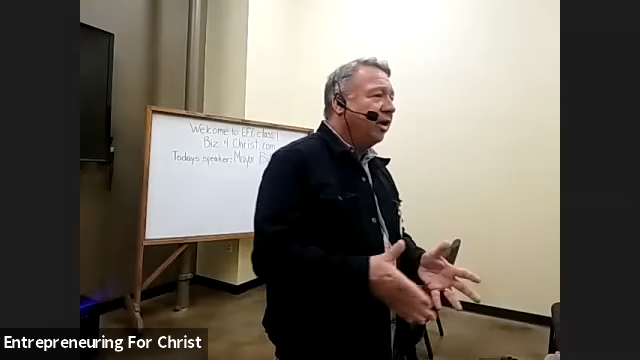 Welcome to EFC class!
Biz 4 Christ.com
Todays speaker: Mayor
Entrepreneuring For Christ